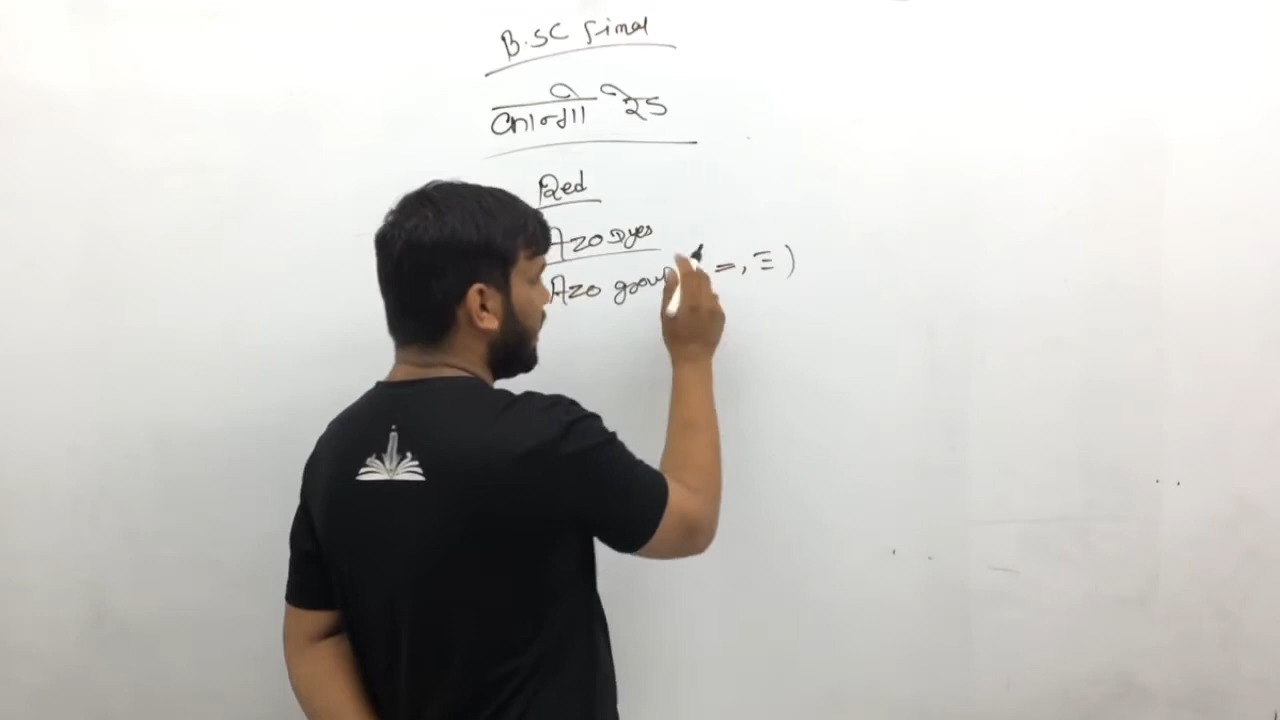 B.SC final
कान्गो रेड
Red
Azo Dyes
Azo group =, ≡ )